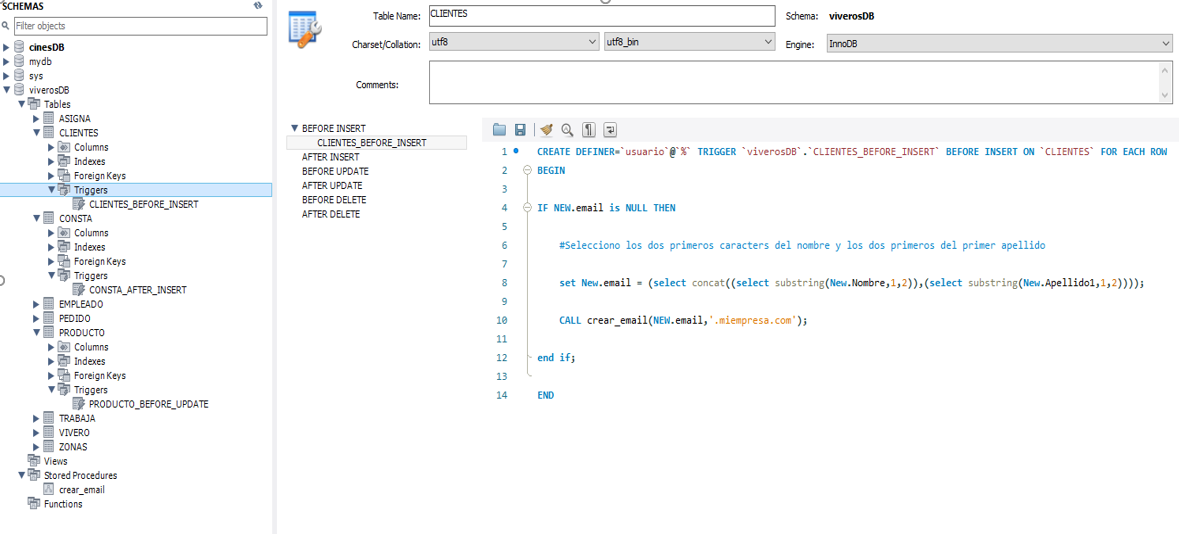 SCHEMAS
Filter objects
cinesDB
mydb
sys
viverosDB
Tables
ASIGNA
CLIENTES
Columns
Indexes
Foreign Keys
Triggers
CLIENTES_BEFORE_INSERT
CONSTA
Columns
Indexes
Foreign Keys
Triggers
CONSTA_AFTER_INSERT
EMPLEADO
PEDIDO
PRODUCTO
Columns
Indexes
Foreign Keys
Triggers
PRODUCTO_BEFORE_UPDATE
TRABAJA
VIVERO
ZONAS
Views
Stored Procedures
crear_email
Functions
Table Name: CLIENTES Schema: viverosDB
Charset/Collation: utf8 utf8_bin Engine: InnoDB
Comments:
BEFORE INSERT
CLIENTES_BEFORE_INSERT
AFTER INSERT
BEFORE UPDATE
AFTER UPDATE
BEFORE DELETE
AFTER DELETE
1 CREATE DEFINER=`usuario`@`%` TRIGGER `viverosDB`.`CLIENTES_BEFORE_INSERT` BEFORE INSERT ON `CLIENTES` FOR EACH ROW
2 BEGIN
3
4 IF NEW.email is NULL THEN
5
6 #Selecciono los dos primeros caracters del nombre y los dos primeros del primer apellido
7
8 set New.email = (select concat((select substring(New.Nombre,1,2)),(select substring(New.Apellido1,1,2))));
9
10 CALL crear_email(NEW.email,'.miempresa.com');
11
12 end if;
13
14 END